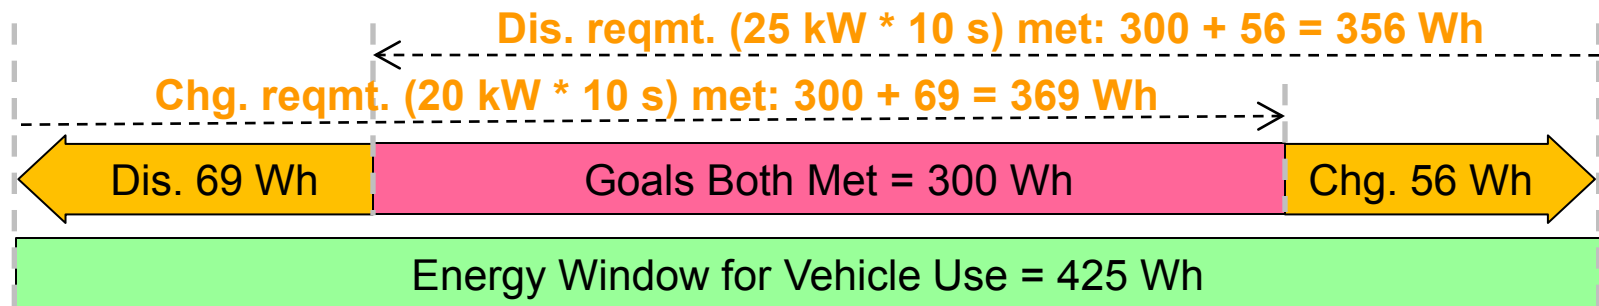 Dis. reqmt. (25 kW * 10 s) met: 300 + 56 = 356 Wh
Chg. reqmt. (20 kW * 10 s) met: 300 + 69 = 369 Wh
Dis. 69 Wh
Goals Both Met = 300 Wh
Chg. 56 Wh
Energy Window for Vehicle Use = 425 Wh